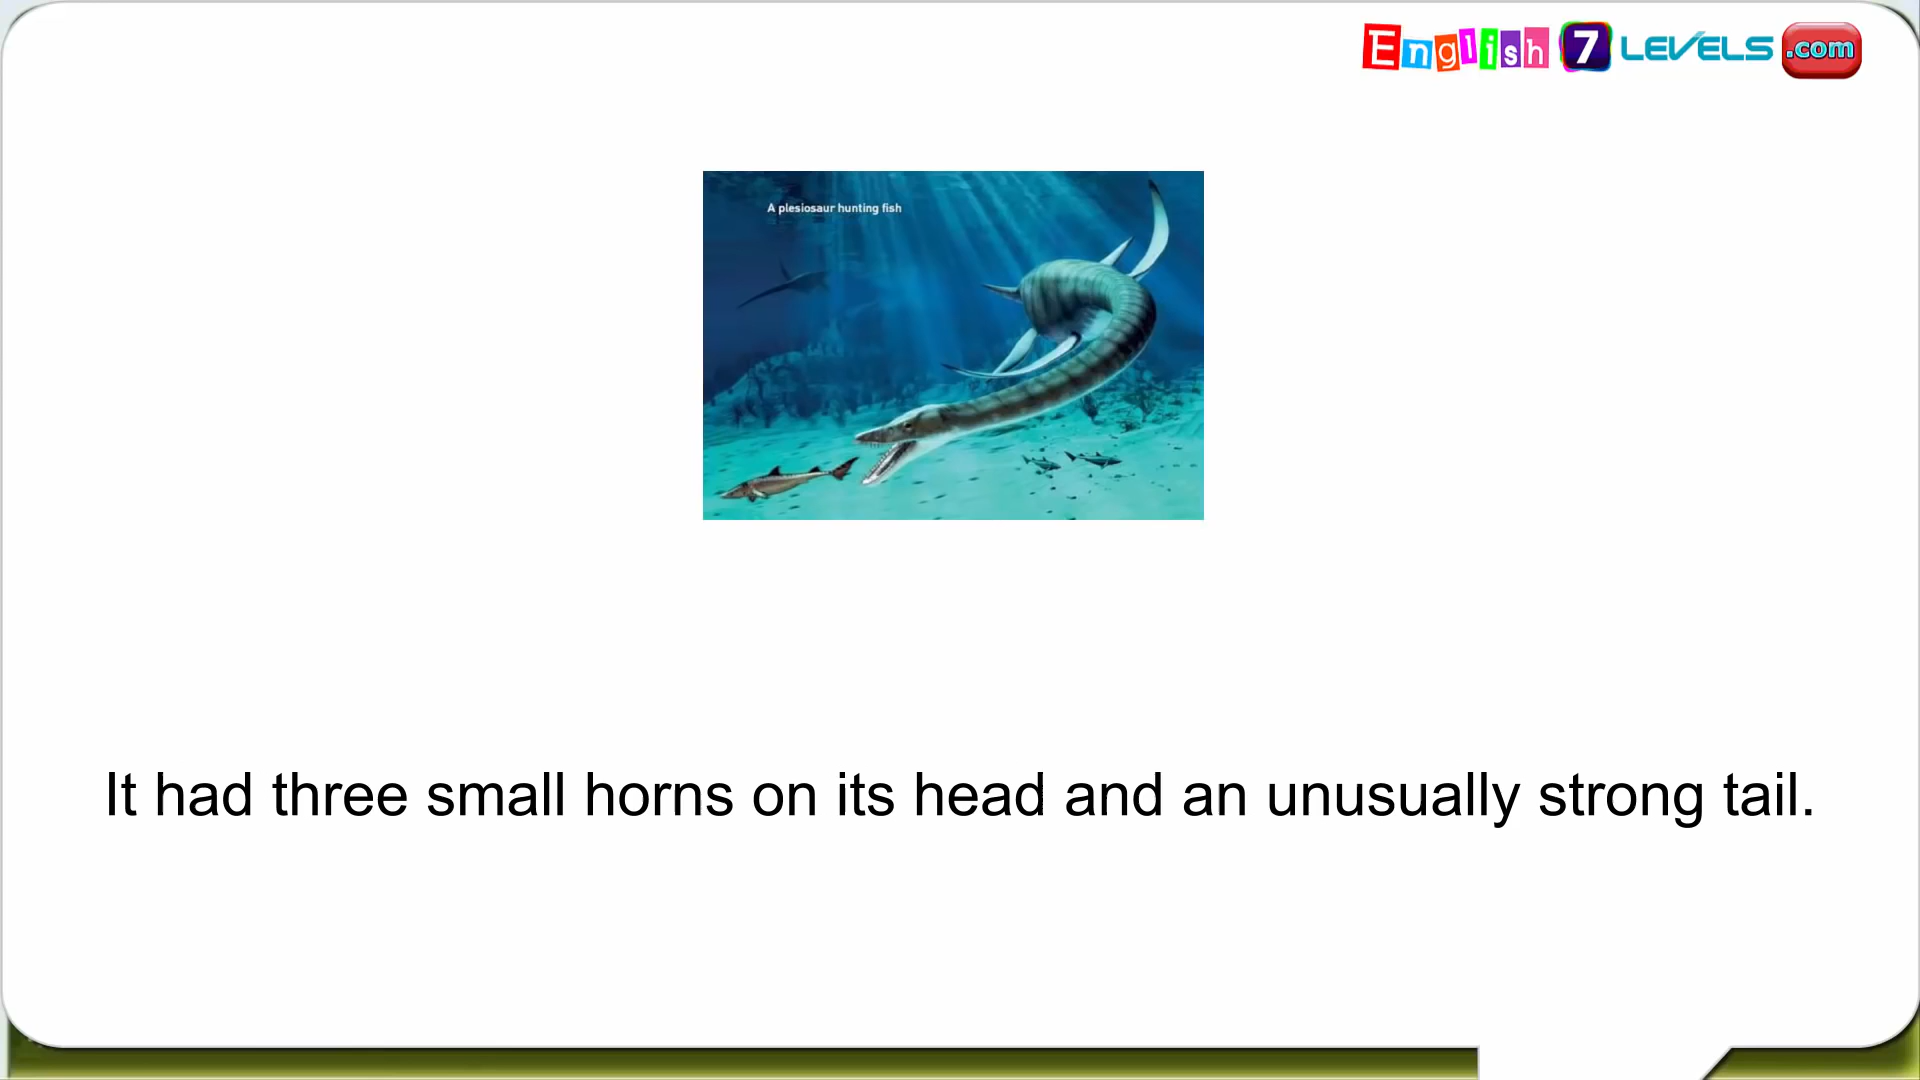 English 7 LEVELS .com
A plesiosaur hunting fish
It had three small horns on its head and an unusually strong tail.